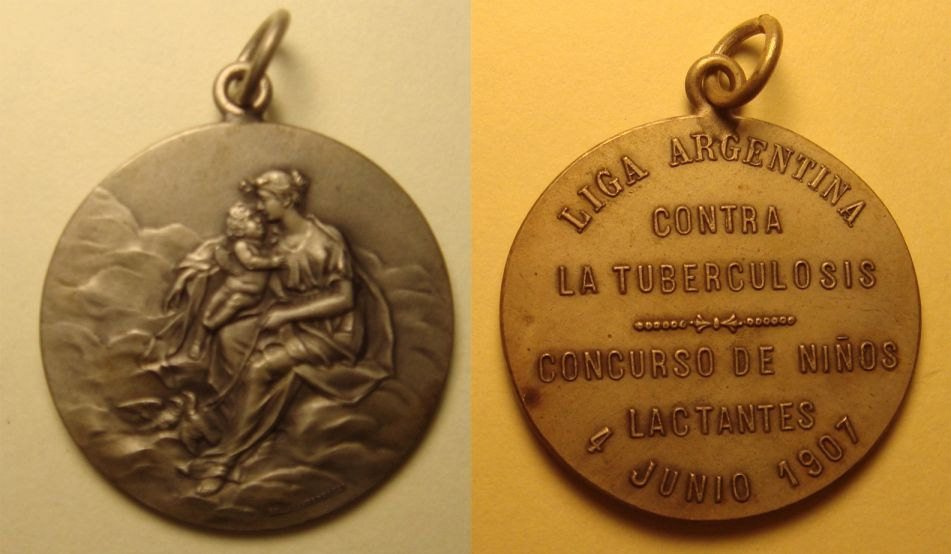 LIGA ARGENTINA
CONTRA
LA TUBERCULOSIS
CONCURSO DE NIÑOS
LACTANTES
4 JUNIO 1907